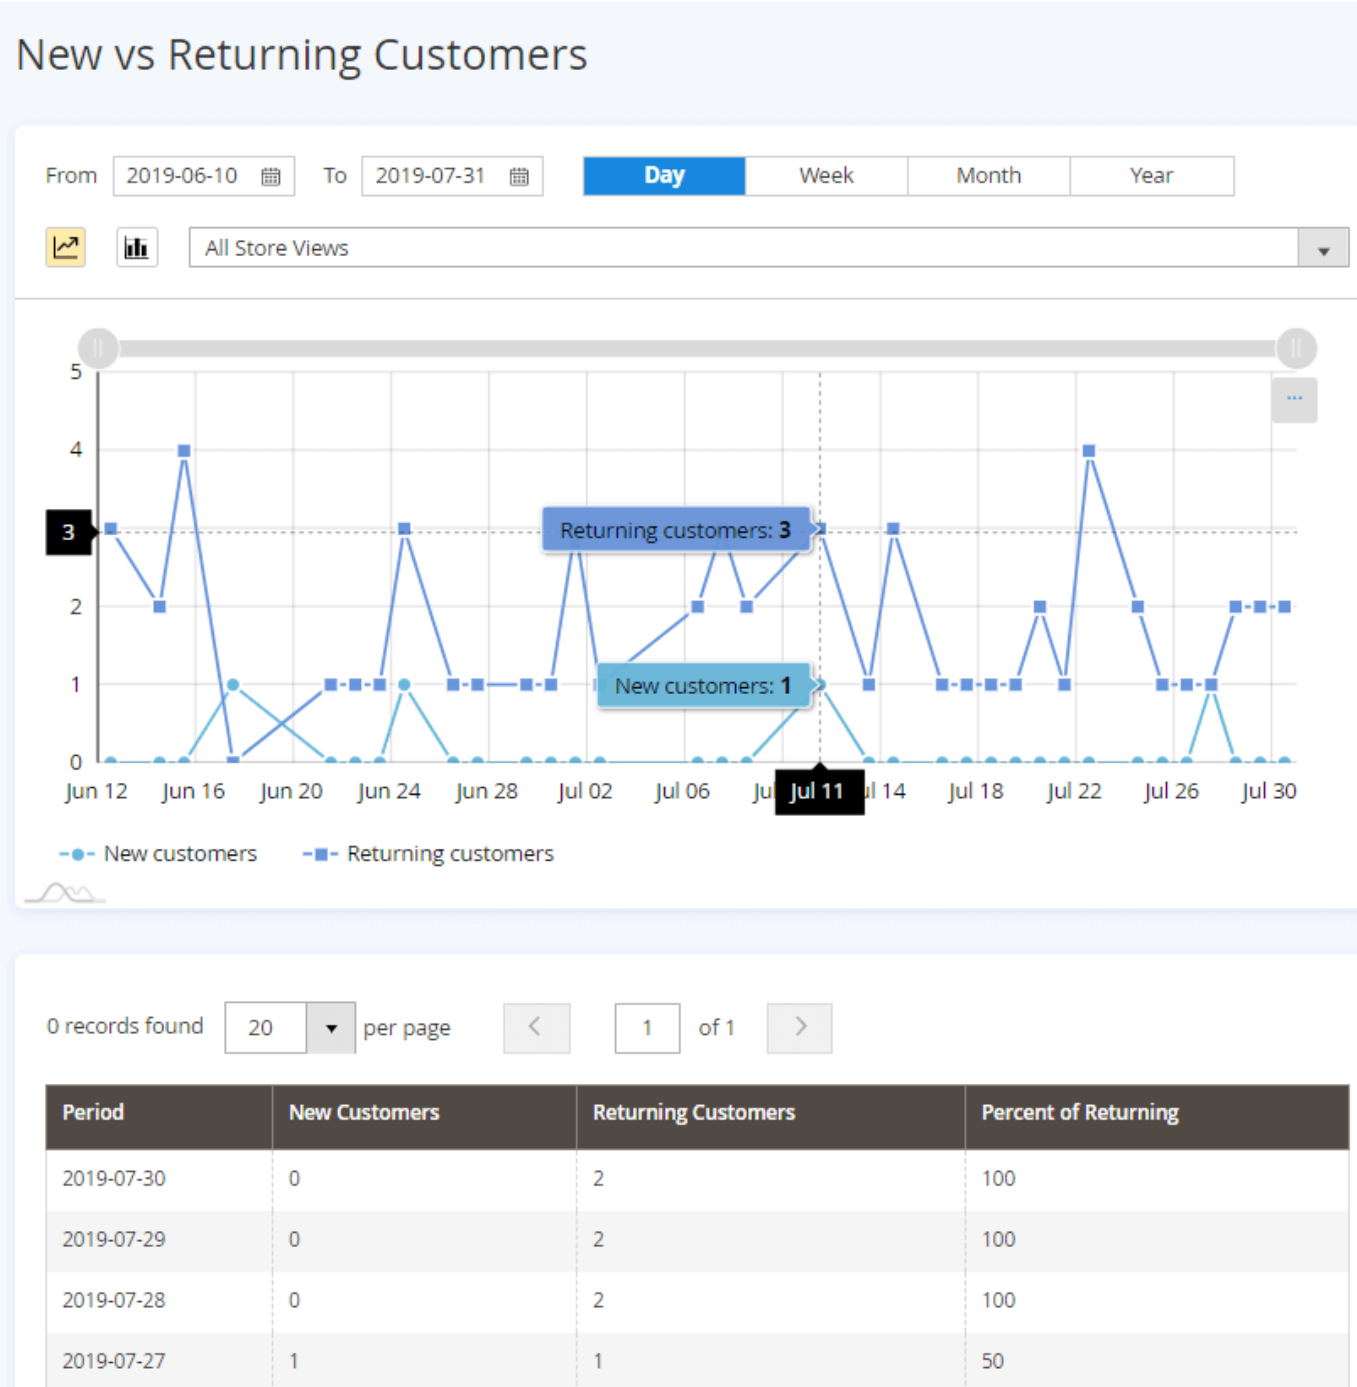 New vs Returning Customers
From 2019-06-10 To 2019-07-31 Day Week Month Year
All Store Views
5
4
3
Returning customers: 3
2
1
New customers: 1
0
Jun 12 Jun 16 Jun 20 Jun 24 Jun 28 Jul 02 Jul 06 Jul 11 14 Jul 18 Jul 22 Jul 26 Jul 30
New customers Returning customers
0 records found 20 per page 1 of 1
Period New Customers Returning Customers Percent of Returning
2019-07-30 0 2 100
2019-07-29 0 2 100
2019-07-28 0 2 100
2019-07-27 1 1 50